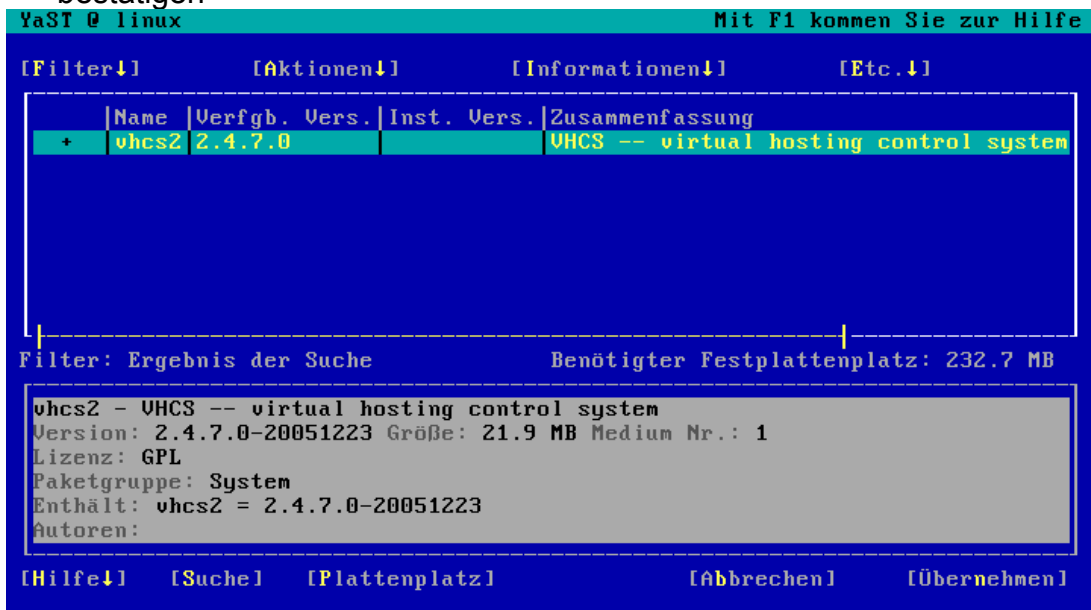 bestätigen
YaST @ linux Mit F1 kommen Sie zur Hilfe
[Filter↓] [Aktionen↓] [Informationen↓] [Etc.↓]
|Name |Verfgb. Vers.|Inst. Vers.|Zusammenfassung
+ |vhcs2|2.4.7.0 | |VHCS -- virtual hosting control system
Filter: Ergebnis der Suche Benötigter Festplattenplatz: 232.7 MB
vhcs2 - VHCS -- virtual hosting control system
Version: 2.4.7.0-20051223 Größe: 21.9 MB Medium Nr.: 1
Lizenz: GPL
Paketgruppe: System
Enthält: vhcs2 = 2.4.7.0-20051223
Autoren:
[Hilfe↓] [Suche] [Plattenplatz] [Abbrechen] [Übernehmen]